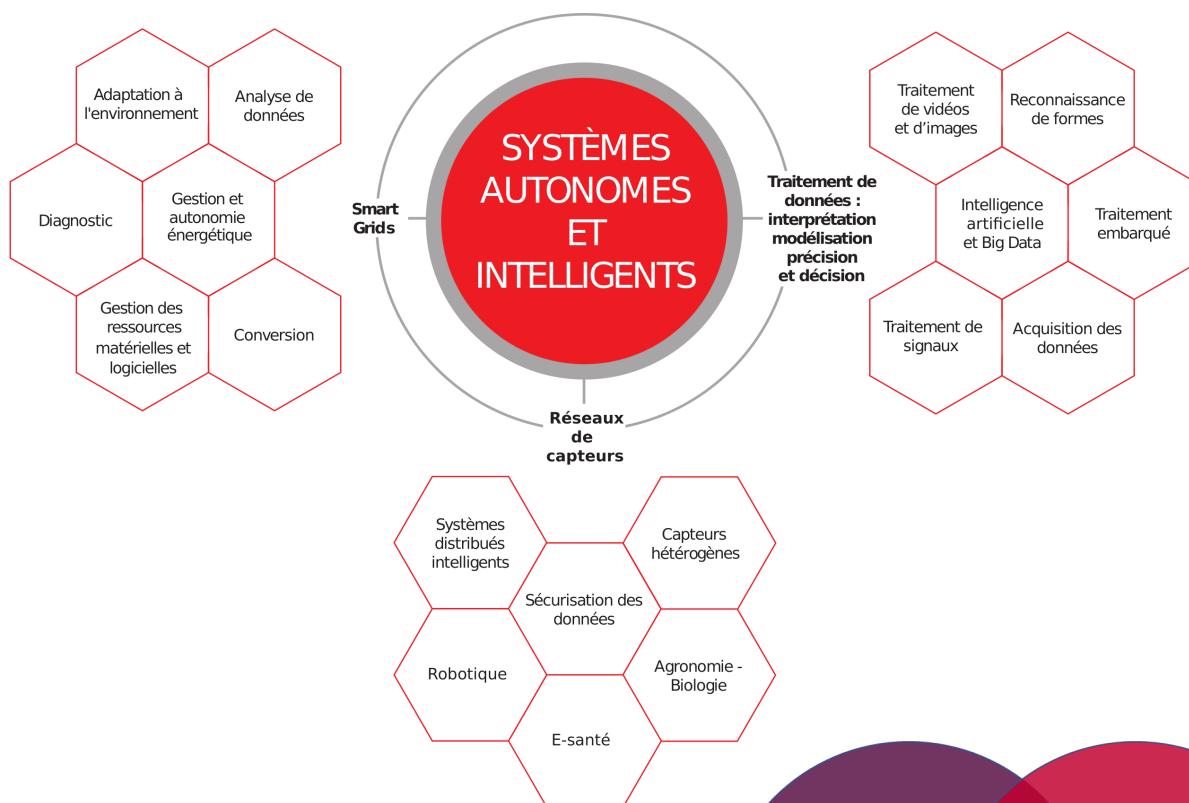 SYSTÈMES
AUTONOMES
ET
INTELLIGENTS
Smart
Grids
Adaptation à
l'environnement
Analyse de
données
Diagnostic
Gestion et
autonomie
énergétique
Gestion des
ressources
matérielles et
logicielles
Conversion
Traitement de
données :
interprétation
modélisation
précision
et décision
Traitement
de vidéos
et d’images
Reconnaissance
de formes
Intelligence
artificielle
et Big Data
Traitement
embarqué
Traitement de
signaux
Acquisition des
données
Réseaux
de
capteurs
Systèmes
distribués
intelligents
Capteurs
hétérogènes
Sécurisation des
données
Robotique
Agronomie -
Biologie
E-santé